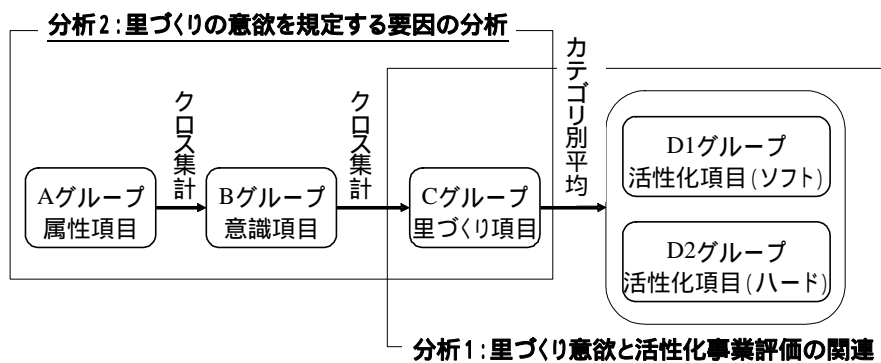 分析2:里づくりの意欲を規定する要因の分析
クロス集計
クロス集計
カテゴリ別平均
Aグループ
属性項目
Bグループ
意識項目
Cグループ
里づくり項目
D1グループ
活性化項目(ソフト)
D2グループ
活性化項目(ハード)
分析1:里づくり意欲と活性化事業評価の関連